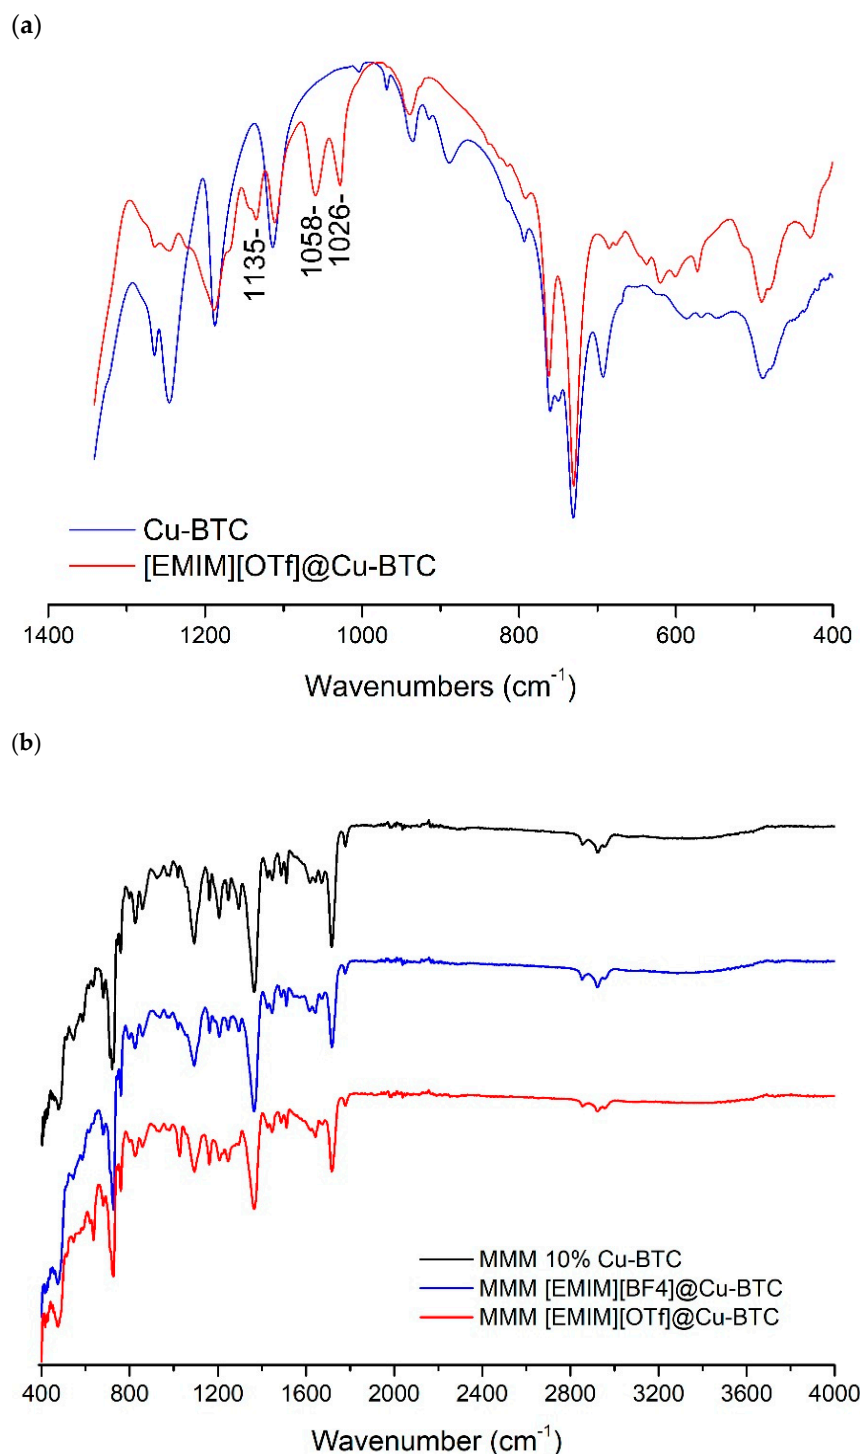 (a)
1135-
1058-
1026-
Cu-BTC
[EMIM][OTf]@Cu-BTC
1400 1200 1000 800 600 400
Wavenumbers (cm⁻¹)
(b)
MMM 10% Cu-BTC
MMM [EMIM][BF4]@Cu-BTC
MMM [EMIM][OTf]@Cu-BTC
400 800 1200 1600 2000 2400 2800 3200 3600 4000
Wavenumber (cm⁻¹)